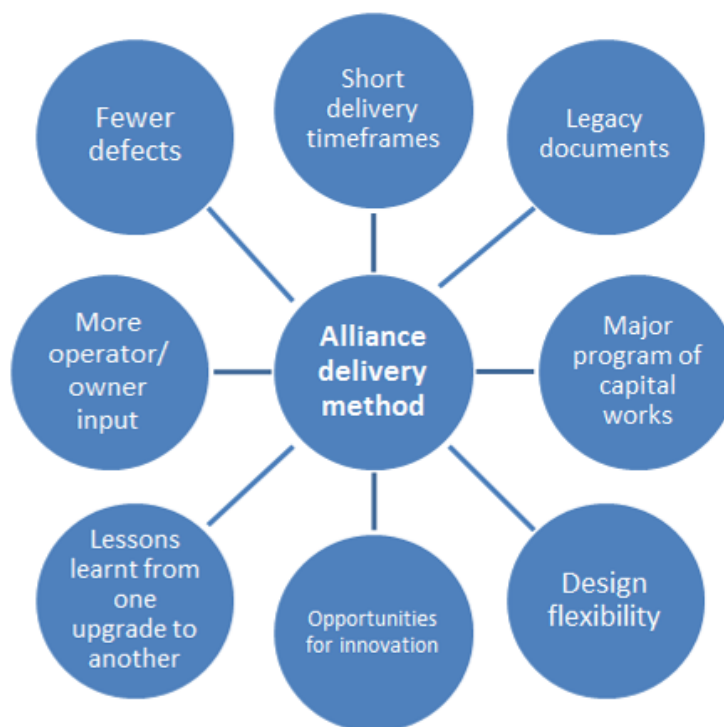 Short
delivery
timeframes
Fewer
defects
Legacy
documents
More
operator/
owner
input
Alliance
delivery
method
Major
program of
capital
works
Lessons
learnt from
one
upgrade to
another
Opportunities
for innovation
Design
flexibility